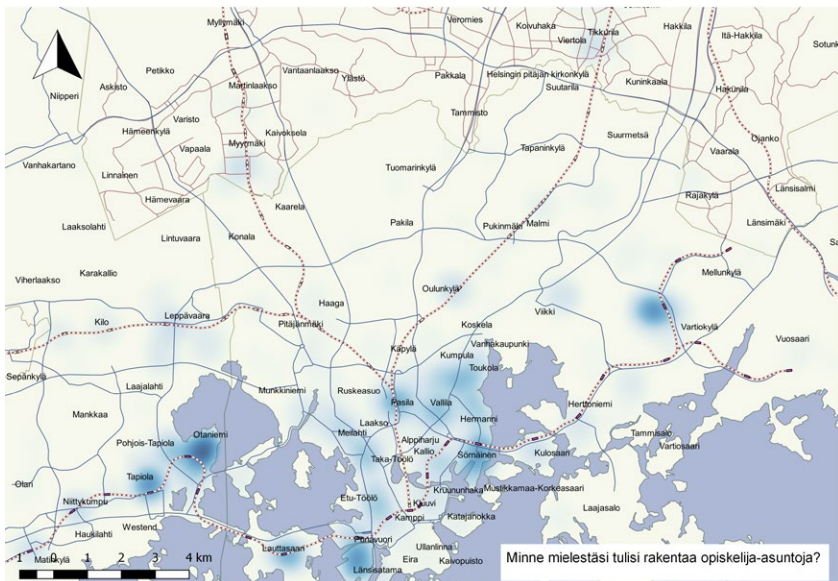 Myllymäki
Veromies
Koivuhaka
Tikkurila
Viertola
Hakkila
Itä-Hakkila
Sotunki
Petikko
Vantaanlaakso
Ylästö
Pakkala
Helsingin pitäjän kirkonkylä
Niipperi
Askisto
Martinlaakso
Suutarila
Kuninkaala
Hakunila
Varisto
Tammisto
Hämeenkylä
Kaivoksela
Suurmetsä
Ojanko
Vapaala
Myyrmäki
Tapaninkylä
Vaarala
Vanhakartano
Linnainen
Tuomarinkylä
Länsisalmi
Rajakylä
Hämevaara
Kaarela
Pakila
Pukinmäki
Malmi
Länsimäki
Laaksolahti
Lintuvaara
Konala
Viherlaakso
Karakallio
Mellunkylä
Oulunkylä
Haaga
Viikki
Kilo
Leppävaara
Pitäjänmäki
Koskela
Vartiokylä
Vanhakaupunki
Vuosaari
Käpylä
Kumpula
Sepänkylä
Toukola
Laajalahti
Munkkiniemi
Ruskeasuo
Pasila
Vallila
Herttoniemi
Mankkaa
Hermanni
Laakso
Tammisalo
Otaniemi
Meilahti
Alppiharju
Pohjois-Tapiola
Kallio
Vartiosaari
Taka-Töölö
Sörnäinen
Kulosaari
Tapiola
Olari
Kruununhaka
Mustikkamaa-Korkeasaari
Niittykumpu
Etu-Töölö
Kluuvi
Laajasalo
Kamppi
Katajanokka
Westend
Haukilahti
Punavuori
Lauttasaari
Ullanlinna
Matinkylä
Eira
Kaivopuisto
Länsisatama
1 0 1 2 3 4 km
Minne mielestäsi tulisi rakentaa opiskelija-asuntoja?